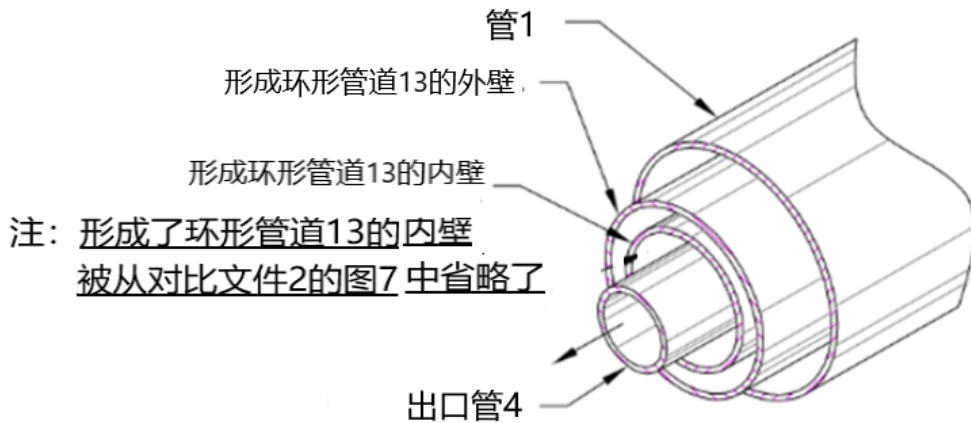 管1
形成环形管道13的外壁
形成环形管道13的内壁
注：形成了环形管道13的内壁
被从对比文件2的图7中省略了
出口管4